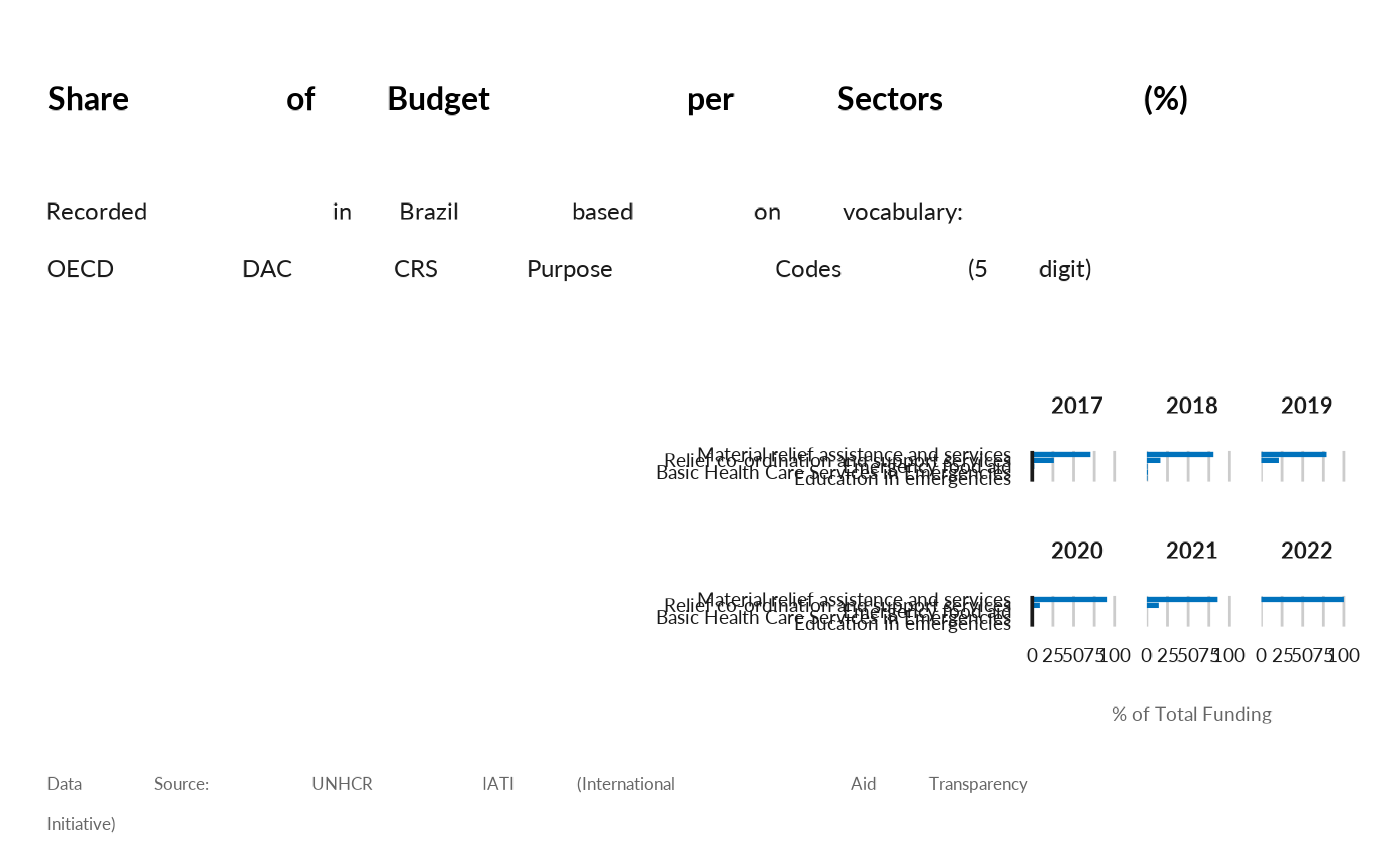 Share of Budget per Sectors (%)
Recorded in Brazil based on vocabulary:
OECD DAC CRS Purpose Codes (5 digit)
2017 2018 2019
Material relief assistance and services
Relief co-ordination and support services
Emergency food aid
Basic Health Care Services in Emergencies
Education in emergencies
2020 2021 2022
Material relief assistance and services
Relief co-ordination and support services
Emergency food aid
Basic Health Care Services in Emergencies
Education in emergencies
0 25 50 75 100 0 25 50 75 100 0 25 50 75 100
% of Total Funding
Data Source: UNHCR IATI (International Aid Transparency
Initiative)